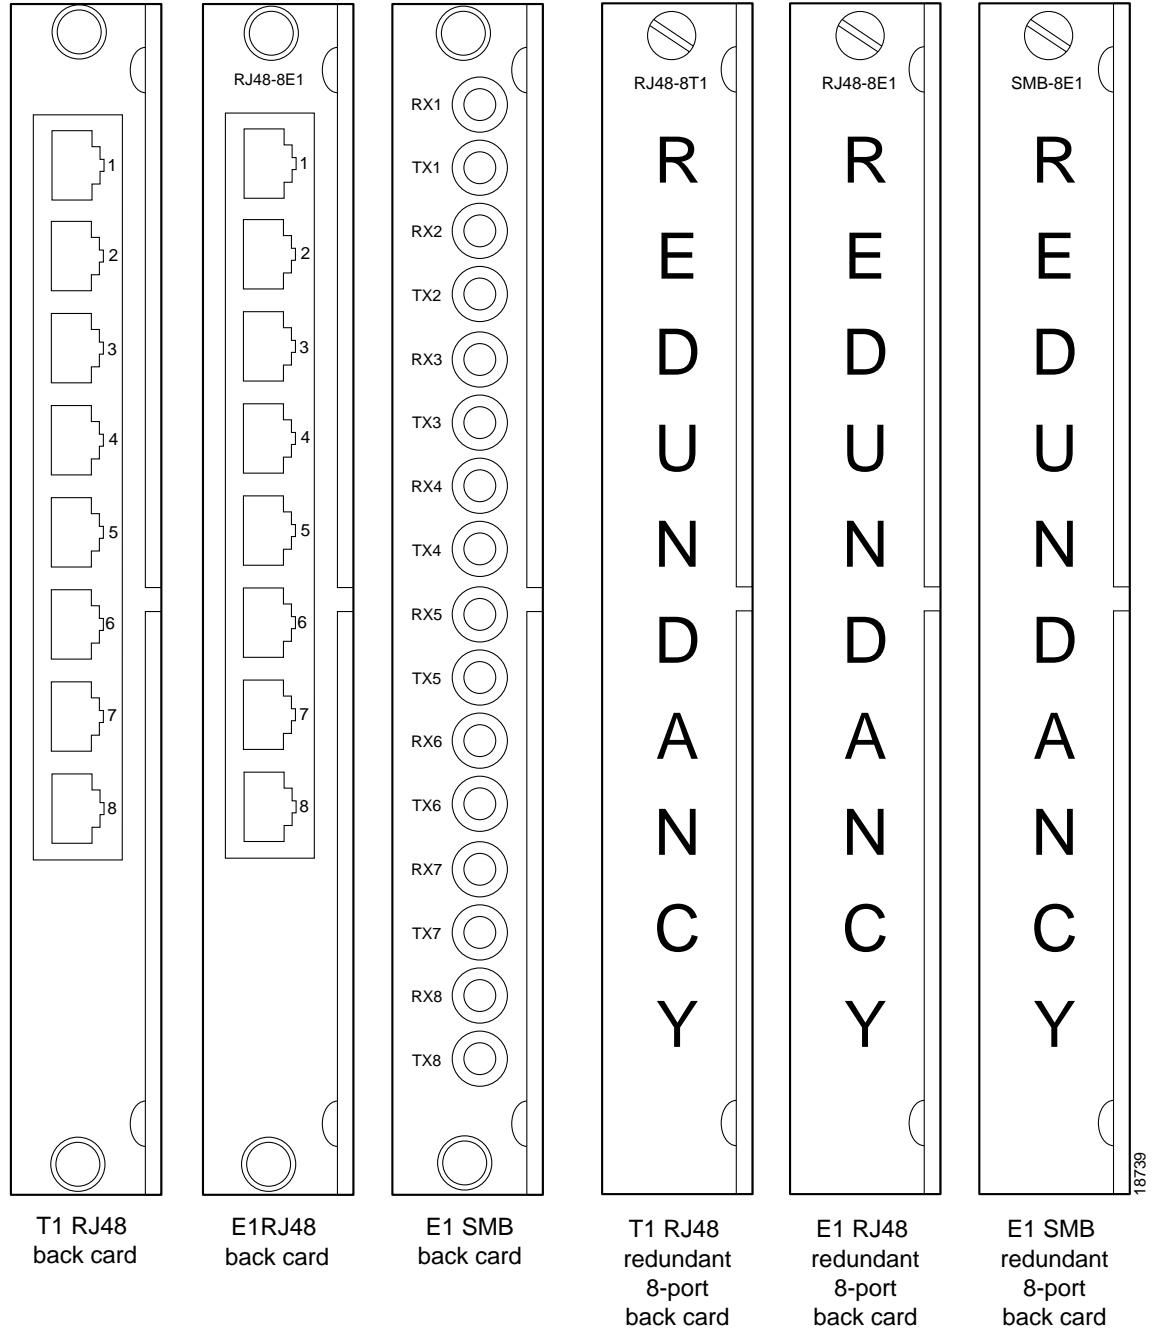 1
2
3
4
5
6
7
8
T1 RJ48
back card
RJ48-8E1
1
2
3
4
5
6
7
8
E1RJ48
back card
RX1
TX1
RX2
TX2
RX3
TX3
RX4
TX4
RX5
TX5
RX6
TX6
RX7
TX7
RX8
TX8
E1 SMB
back card
RJ48-8T1
R
E
D
U
N
D
A
N
C
Y
T1 RJ48
redundant
8-port
back card
RJ48-8E1
R
E
D
U
N
D
A
N
C
Y
E1 RJ48
redundant
8-port
back card
SMB-8E1
R
E
D
U
N
D
A
N
C
Y
E1 SMB
redundant
8-port
back card
18739